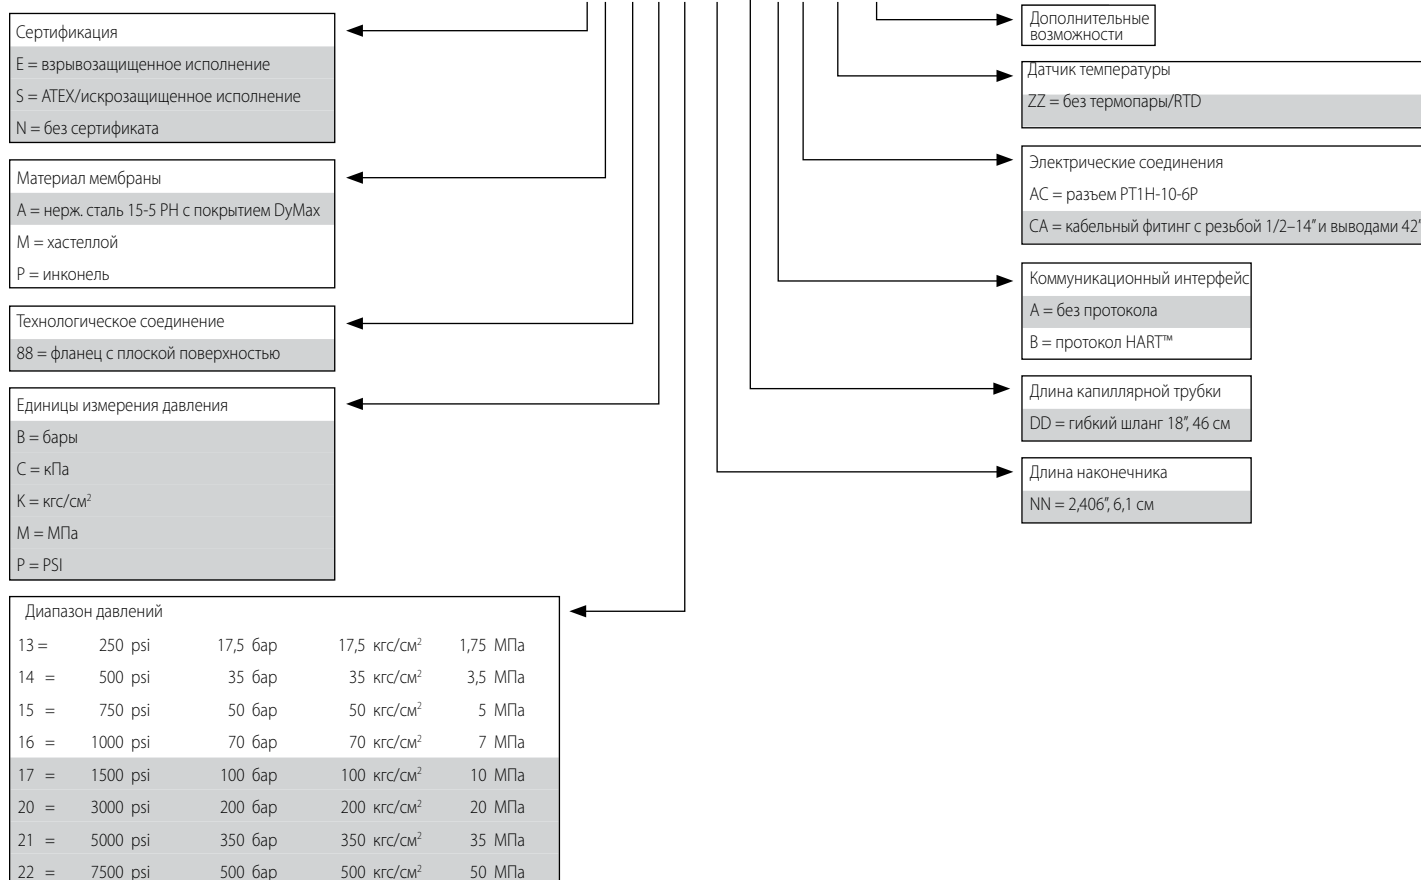 Сертификация
E = взрывозащищенное исполнение
S = ATEX/искрозащищенное исполнение
N = без сертификата
Материал мембраны
A = нерж. сталь 15-5 PH с покрытием DyMax
M = хастеллой
P = инконель
Технологическое соединение
88 = фланец с плоской поверхностью
Единицы измерения давления
B = бары
C = кПа
K = кгс/см²
M = МПа
P = PSI
Диапазон давлений
13 = 250 psi 17,5 бар 17,5 кгс/см² 1,75 МПа
14 = 500 psi 35 бар 35 кгс/см² 3,5 МПа
15 = 750 psi 50 бар 50 кгс/см² 5 МПа
16 = 1000 psi 70 бар 70 кгс/см² 7 МПа
17 = 1500 psi 100 бар 100 кгс/см² 10 МПа
20 = 3000 psi 200 бар 200 кгс/см² 20 МПа
21 = 5000 psi 350 бар 350 кгс/см² 35 МПа
22 = 7500 psi 500 бар 500 кгс/см² 50 МПа
Дополнительные
возможности
Датчик температуры
ZZ = без термопары/RTD
Электрические соединения
AC = разъем PT1H-10-6P
CA = кабельный фитинг с резьбой 1/2–14″ и выводами 42″
Коммуникационный интерфейс
A = без протокола
B = протокол HART™
Длина капиллярной трубки
DD = гибкий шланг 18″, 46 см
Длина наконечника
NN = 2,406″, 6,1 см